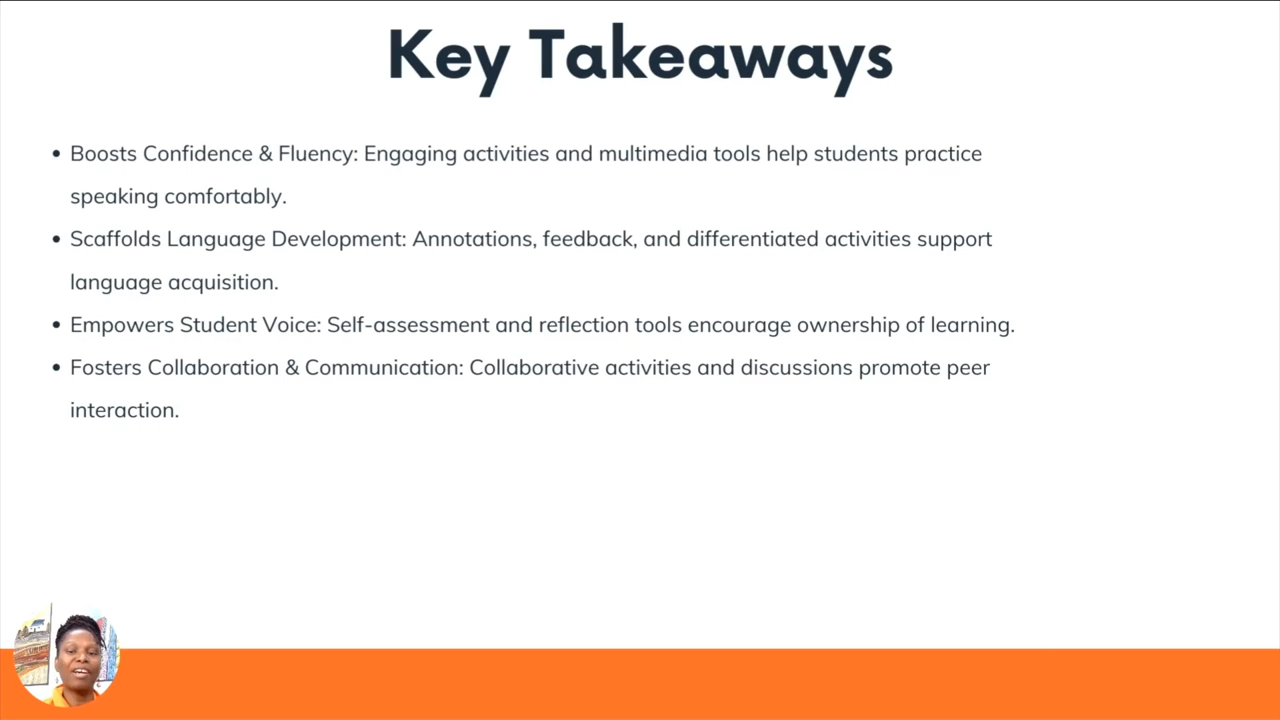 Key Takeaways
• Boosts Confidence & Fluency: Engaging activities and multimedia tools help students practice
speaking comfortably.
• Scaffolds Language Development: Annotations, feedback, and differentiated activities support
language acquisition.
• Empowers Student Voice: Self-assessment and reflection tools encourage ownership of learning.
• Fosters Collaboration & Communication: Collaborative activities and discussions promote peer
interaction.